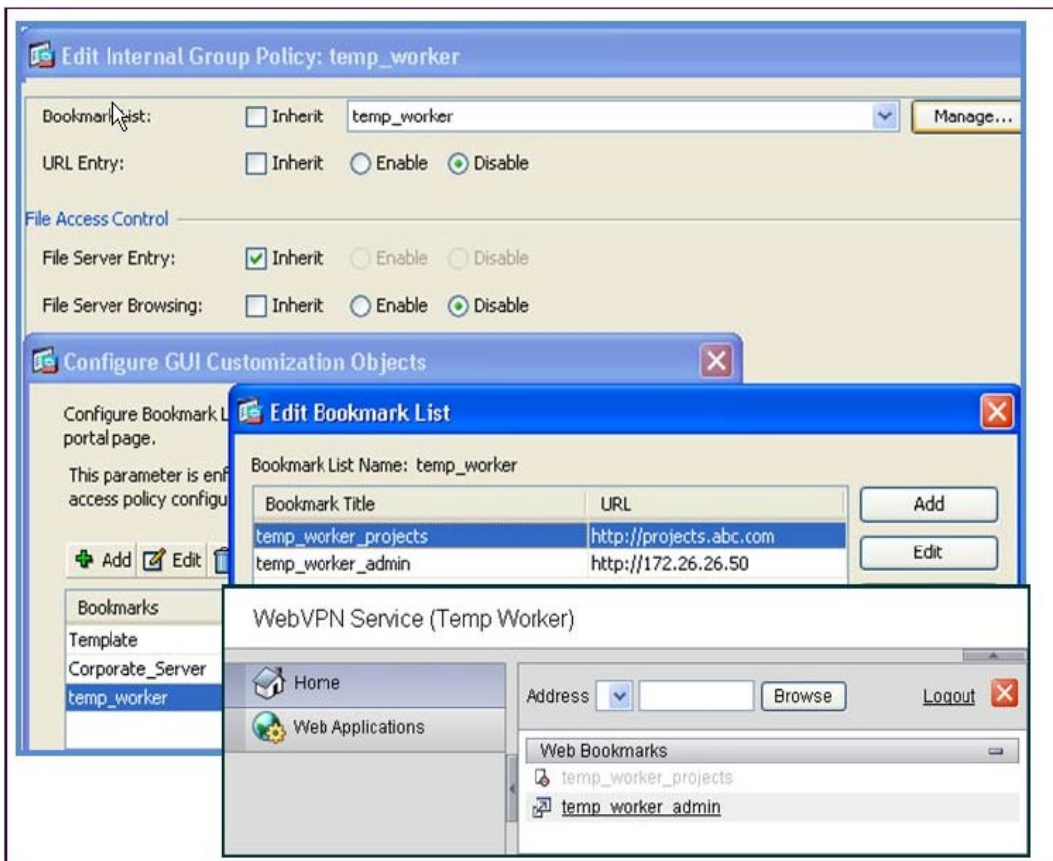 Edit Internal Group Policy: temp_worker
Bookmark List: Inherit temp_worker Manage...
URL Entry: Inherit Enable Disable
File Access Control
File Server Entry: Inherit Enable Disable
File Server Browsing: Inherit Enable Disable
Configure GUI Customization Objects
Configure Bookmark L
portal page.
This parameter is enf
access policy configu
Add Edit
Bookmarks
Template
Corporate_Server
temp_worker
Edit Bookmark List
Bookmark List Name: temp_worker
Bookmark Title URL Add
temp_worker_projects http://projects.abc.com
temp_worker_admin http://172.26.26.50 Edit
WebVPN Service (Temp Worker)
Home
Web Applications
Address Browse Logout
Web Bookmarks
temp_worker_projects
temp_worker_admin